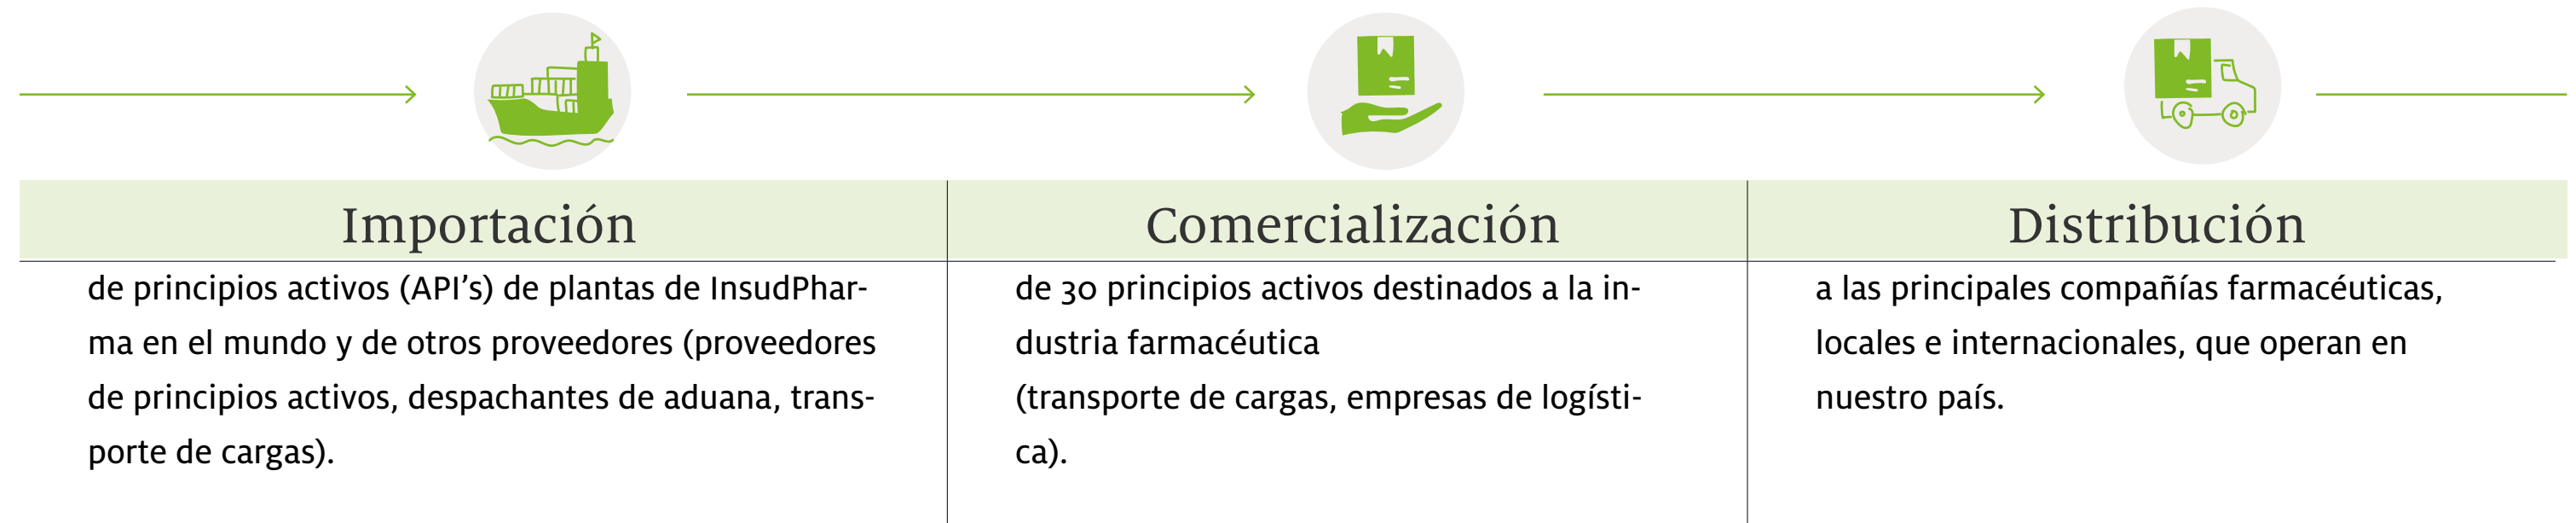 Importación
de principios activos (API's) de plantas de InsudPhar-
ma en el mundo y de otros proveedores (proveedores
de principios activos, despachantes de aduana, trans-
porte de cargas).
Comercialización
de 30 principios activos destinados a la in-
dustria farmacéutica
(transporte de cargas, empresas de logísti-
ca).
Distribución
a las principales compañías farmacéuticas,
locales e internacionales, que operan en
nuestro país.